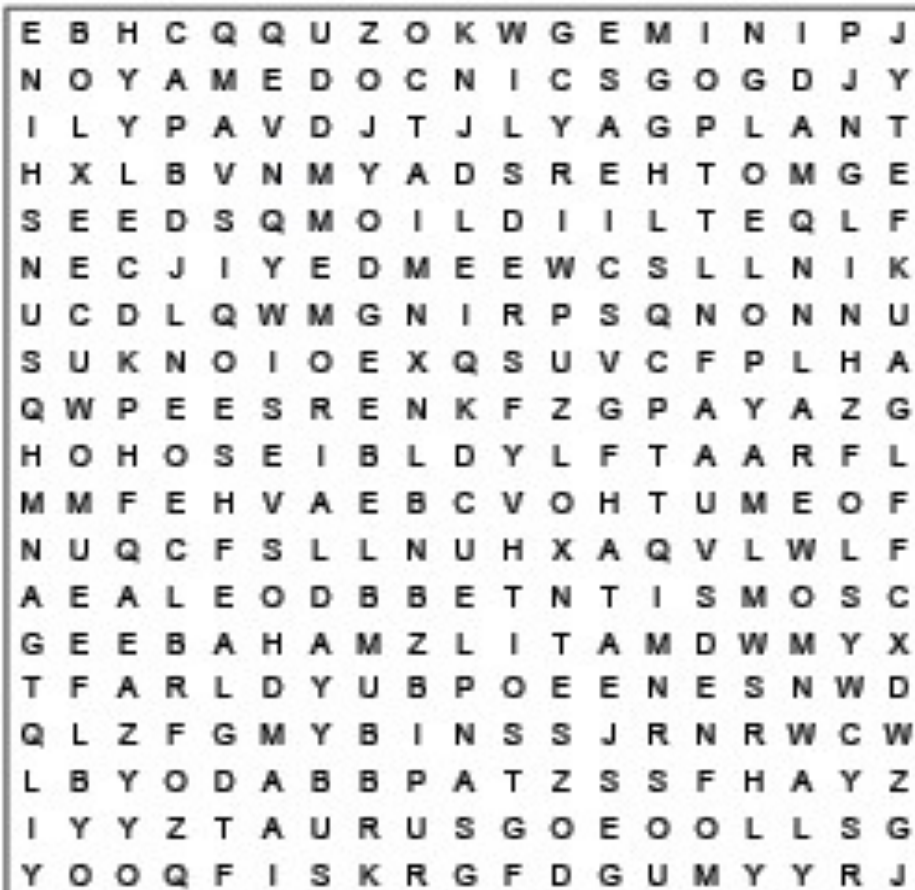 E B H C Q Q U Z O K W G E M I N I P J
N O Y A M E D O C N I C S G O G D J Y
I L Y P A V D J T J L Y A G P L A N T
H X L B V N M Y A D S R E H T O M G E
S E E D S Q M O I L D I I L T E Q L F
N E C J I Y E D M E E W C S L L N I K
U C D L Q W M G N I R P S Q N O N N U
S U K N O I O E X Q S U V C F P L H A
Q W P E E S R E N K F Z G P A Y A Z G
H O H O S E I B L D Y L F T A A R F L
M M F E H V A E B C V O H T U M E O F
N U Q C F S L L N U H X A Q V L W L F
A E A L E O D B B E T N T I S M O S C
G E E B A H A M Z L I T A M D W M Y X
T F A R L D Y U B P O E E N E S N W D
Q L Z F G M Y B I N S S J R N R W C W
L B Y O D A B B P A T Z S S F H A Y Z
I Y Y Z T A U R U S G O E O O L L S G
Y O O Q F I S K R G F D G U M Y Y R J